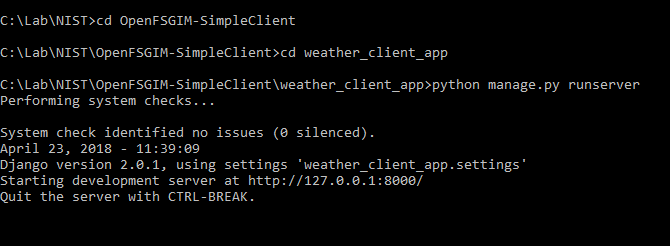 C:\Lab\NIST>cd OpenFSGIM-SimpleClient
C:\Lab\NIST\OpenFSGIM-SimpleClient>cd weather_client_app
C:\Lab\NIST\OpenFSGIM-SimpleClient\weather_client_app>python manage.py runserver
Performing system checks...
System check identified no issues (0 silenced).
April 23, 2018 - 11:39:09
Django version 2.0.1, using settings 'weather_client_app.settings'
Starting development server at http://127.0.0.1:8000/
Quit the server with CTRL-BREAK.